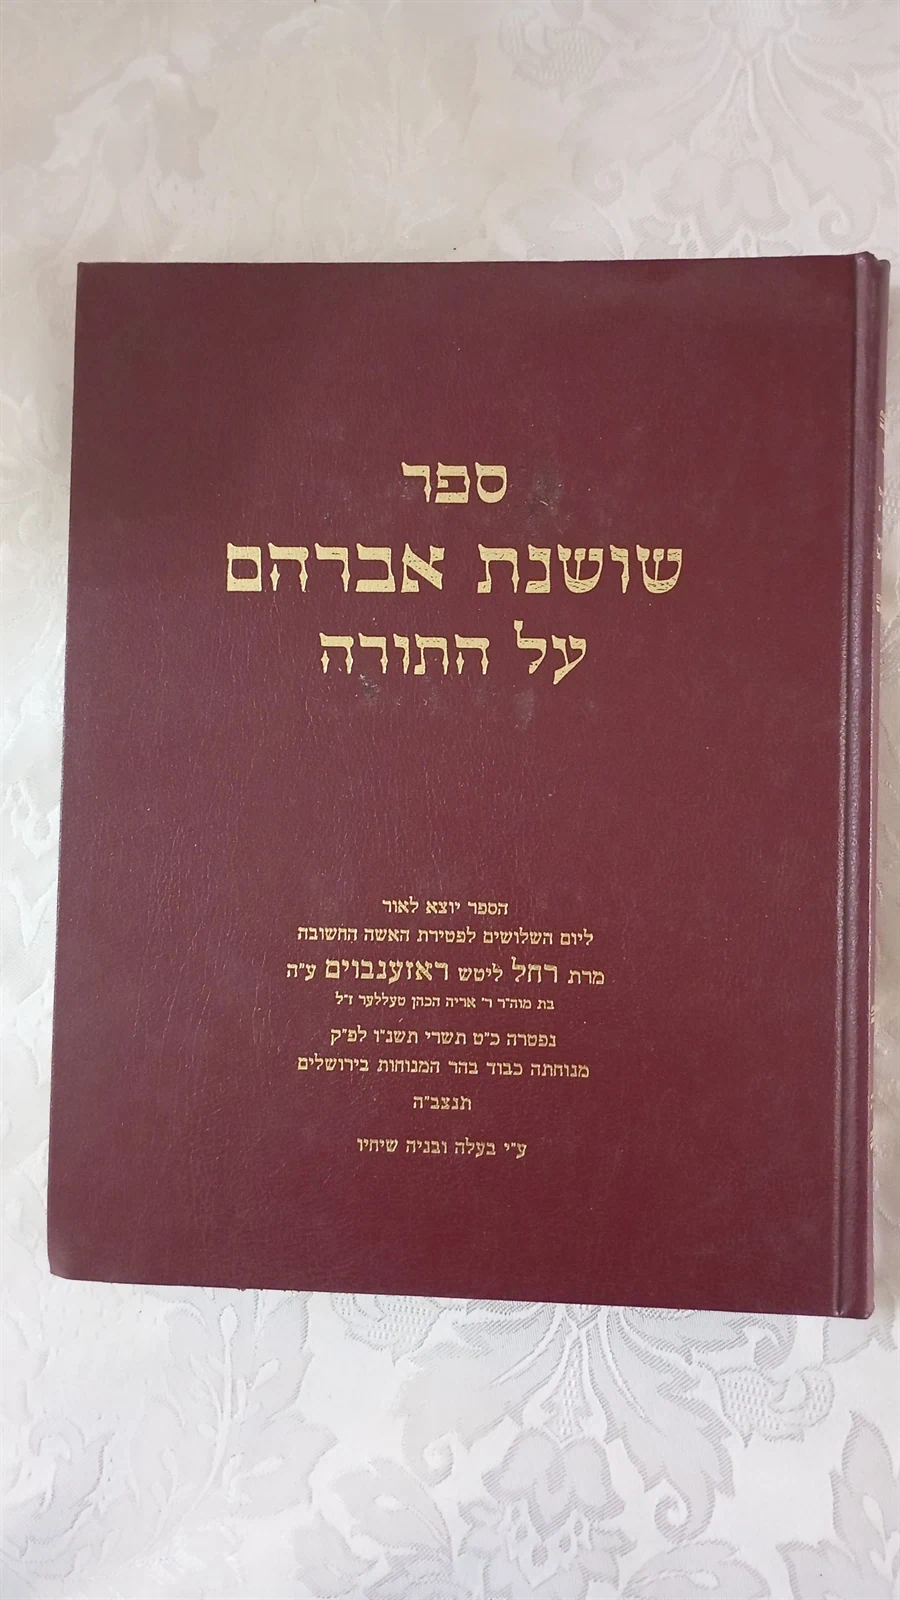 ספר
שושנת אברהם
על התורה
הספר יוצא לאור
ליום השלושים לפטירת האשה החשובה
מרת רחל ליטש ראזענבוים ע"ה
בת מוה"ר ר' אריה הכהן טעללער ז"ל
נפטרה כ"ט תשרי תשנ"ו לפ"ק
מנוחתה כבוד בהר המנוחות בירושלים
תנצב"ה
ע"י בעלה ובניה שיחיו